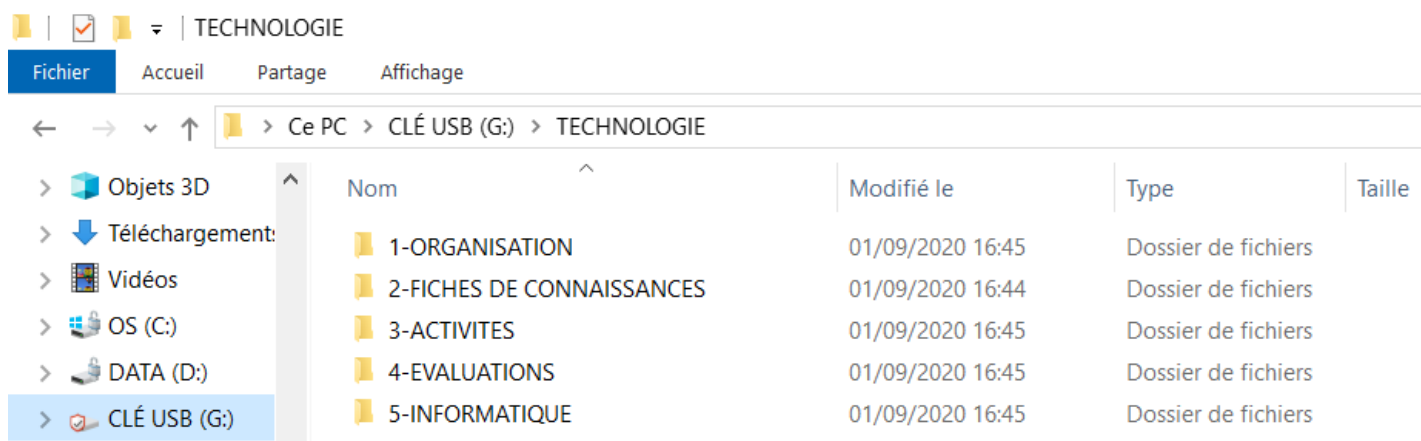 TECHNOLOGIE
Fichier Accueil Partage Affichage
Ce PC > CLÉ USB (G:) > TECHNOLOGIE
Objets 3D
Téléchargements
Vidéos
OS (C:)
DATA (D:)
CLÉ USB (G:)
Nom Modifié le Type Taille
1-ORGANISATION 01/09/2020 16:45 Dossier de fichiers
2-FICHES DE CONNAISSANCES 01/09/2020 16:44 Dossier de fichiers
3-ACTIVITES 01/09/2020 16:45 Dossier de fichiers
4-EVALUATIONS 01/09/2020 16:45 Dossier de fichiers
5-INFORMATIQUE 01/09/2020 16:45 Dossier de fichiers